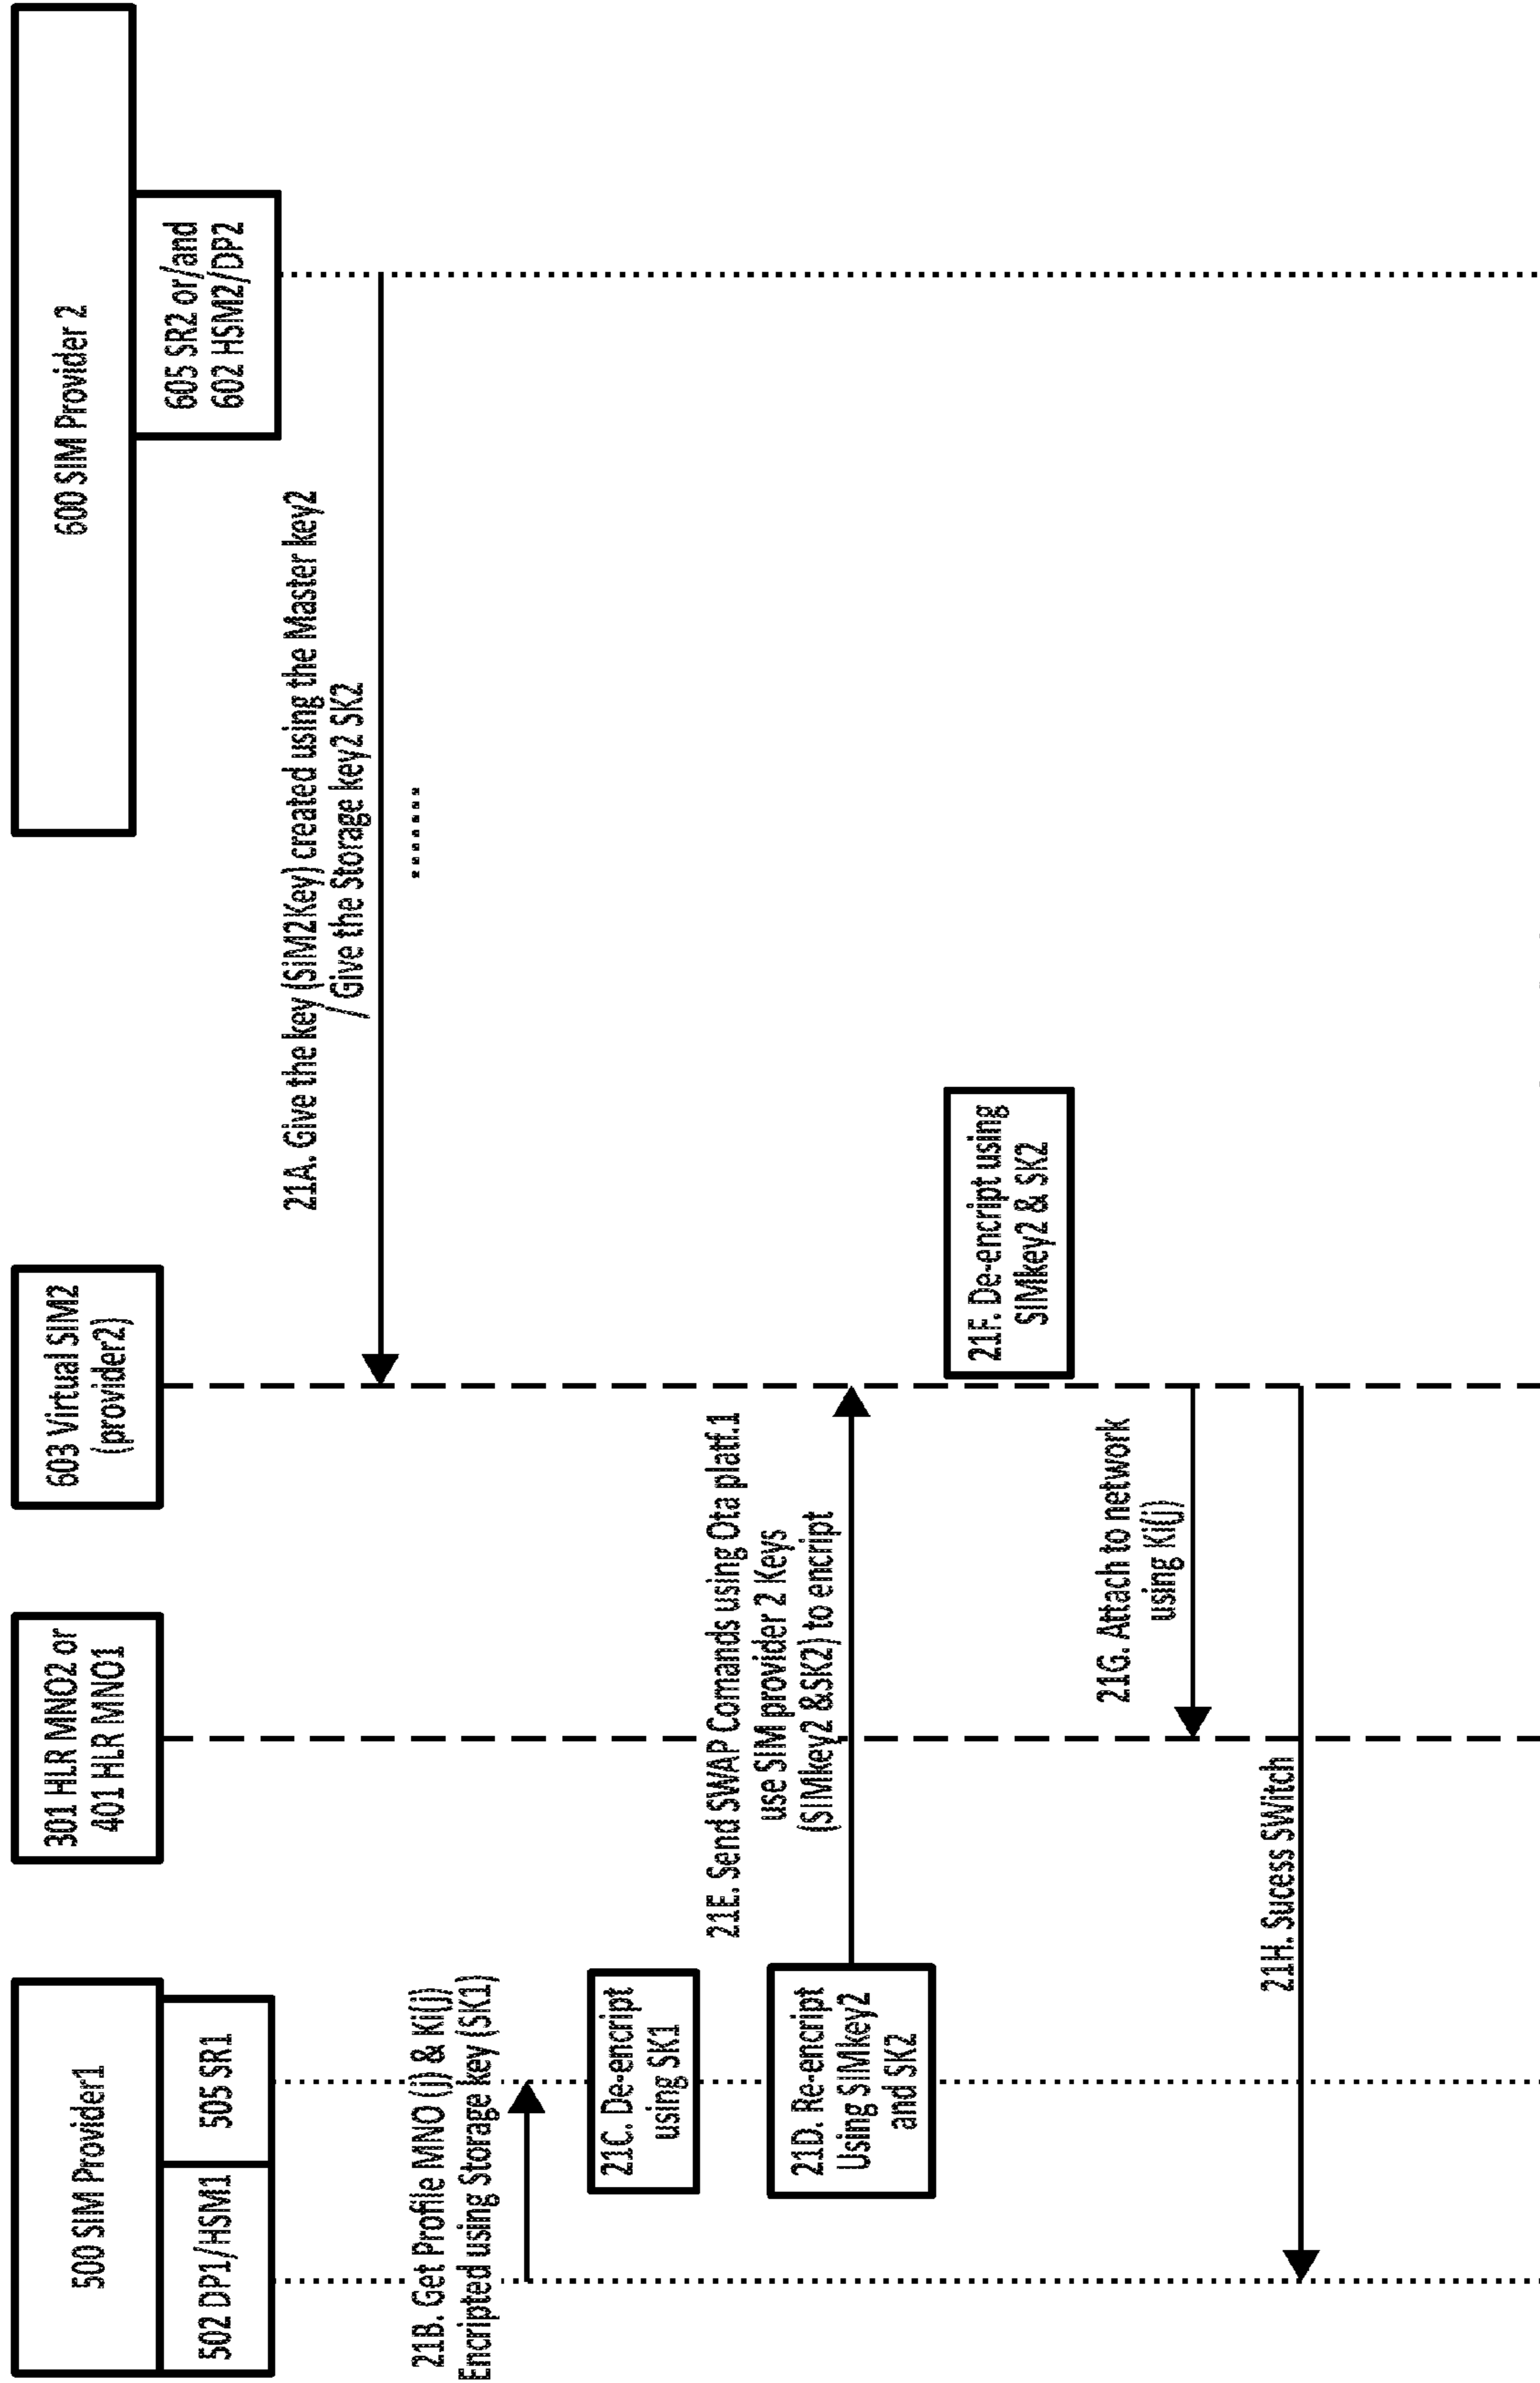 500 SIM Provider1
502 DP1/HSM1
505 SR1
301 HLR MNO2 or
401 HLR MNO1
603 Virtual SIM2
(provider2)
600 SIM Provider 2
605 SR2 or/and
602 HSM2/DP2
21A. Give the key (SiM2Key) created using the Master key2
/ Give the Storage key2 SK2
21B. Get Profile MNO (j) & Ki(j)
Encripted using Storage key (SK1)
21C. De-encript
using SK1
21E. Send SWAP Comands using Ota platf.1
use SIM provider 2 Keys
(SIMkey2 &SK2) to encript
21D. Re-encript
Using SIMkey2
and SK2
21F. De-encript using
SIMkey2 & SK2
21G. Attach to network
using Ki(j)
21H. Sucess SWitch